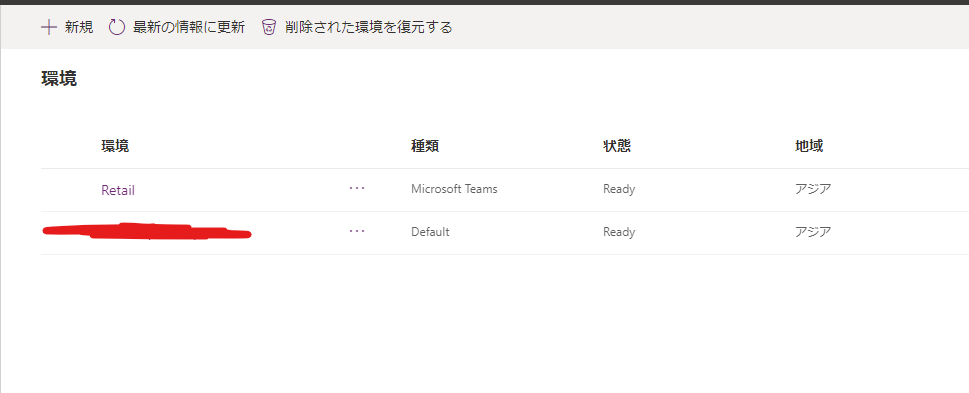 新規 最新の情報に更新 削除された環境を復元する
環境
環境 種類 状態 地域
Retail ··· Microsoft Teams Ready アジア
··· Default Ready アジア